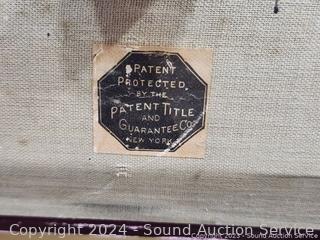 PATENT
PROTECTED
BY THE
PATENT TITLE
AND
GUARANTEE CO.
NEW YORK
Copyright 2024 - Sound Auction Service